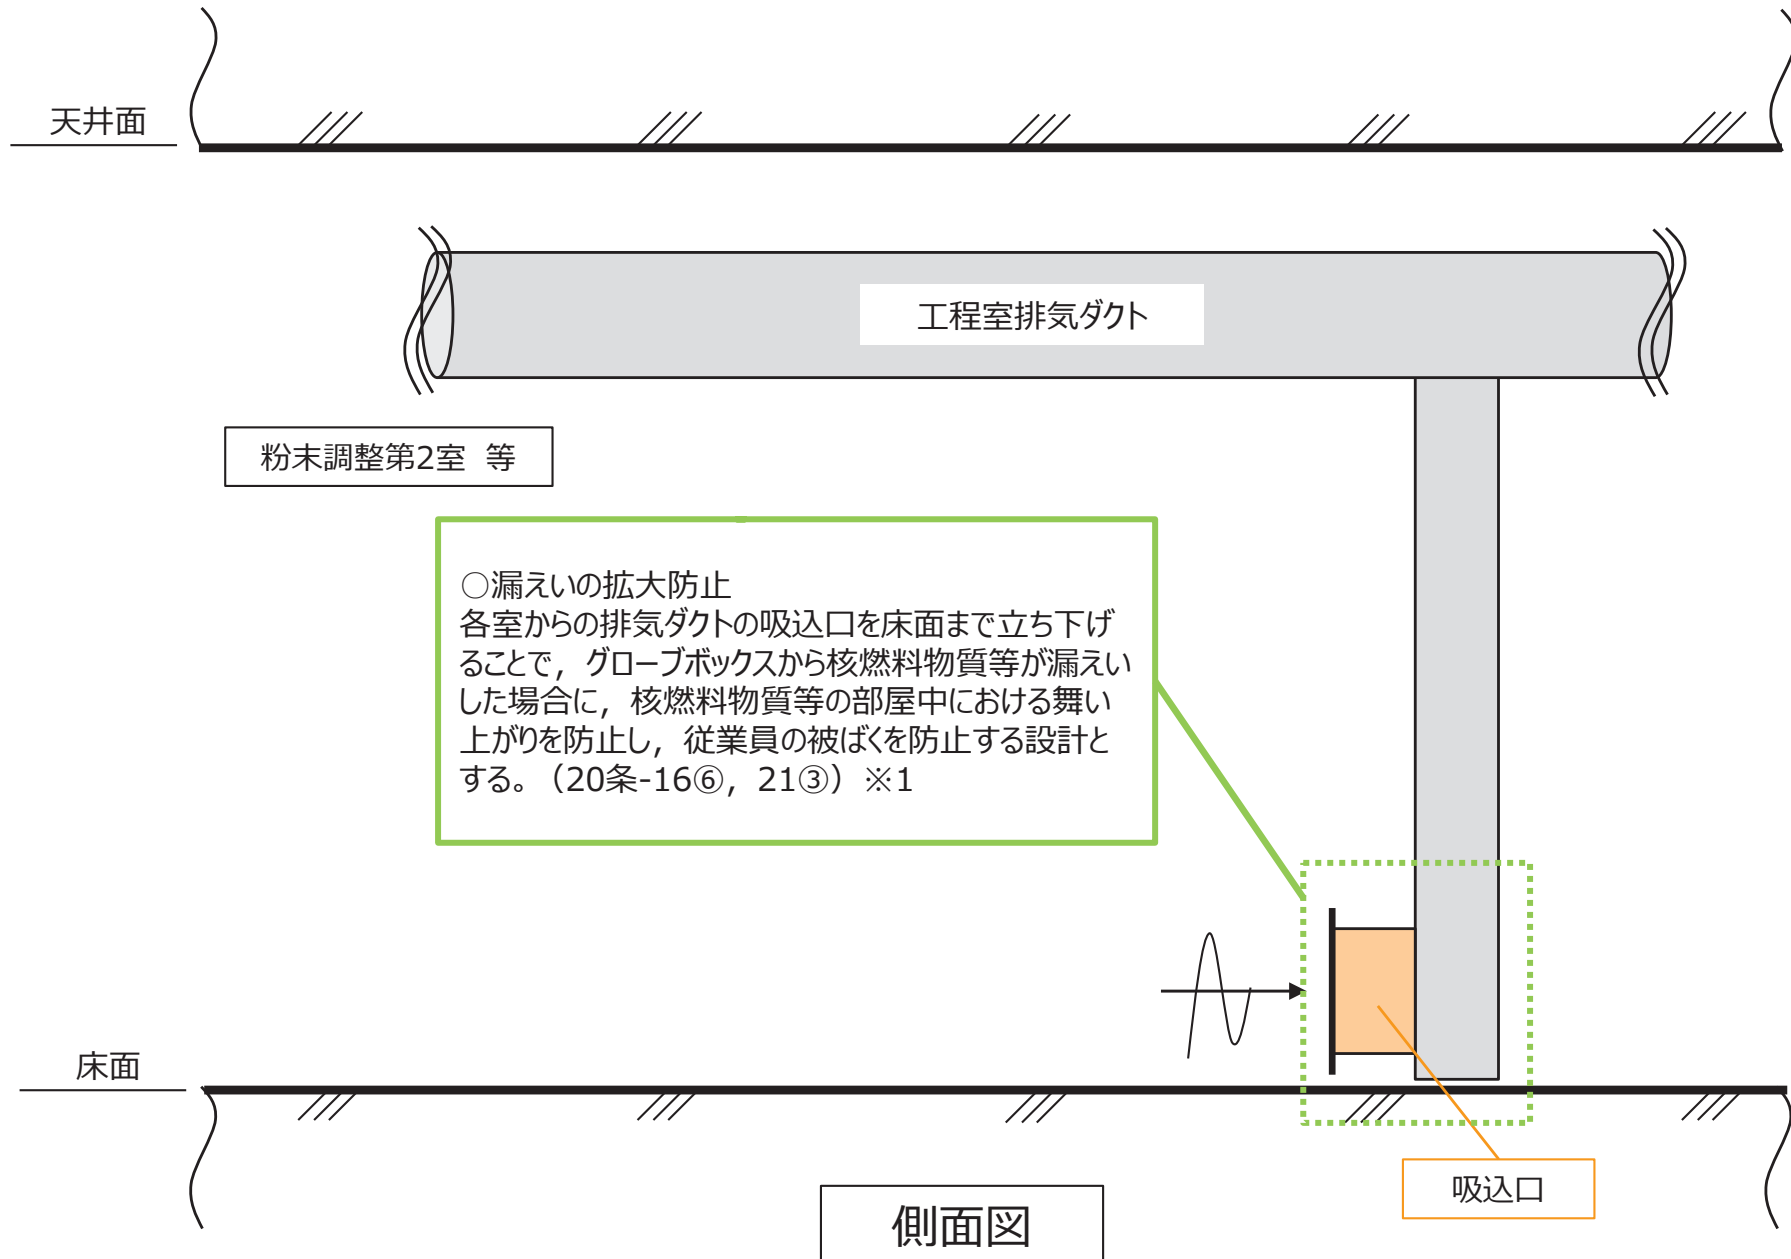 天井面
工程室排気ダクト
粉末調整第2室 等
○漏えいの拡大防止
各室からの排気ダクトの吸込口を床面まで立ち下げ
ることで，グローブボックスから核燃料物質等が漏えい
した場合に，核燃料物質等の部屋中における舞い
上がりを防止し，従業員の被ばくを防止する設計と
する。（20条-16⑥，21③）※1
床面
吸込口
側面図